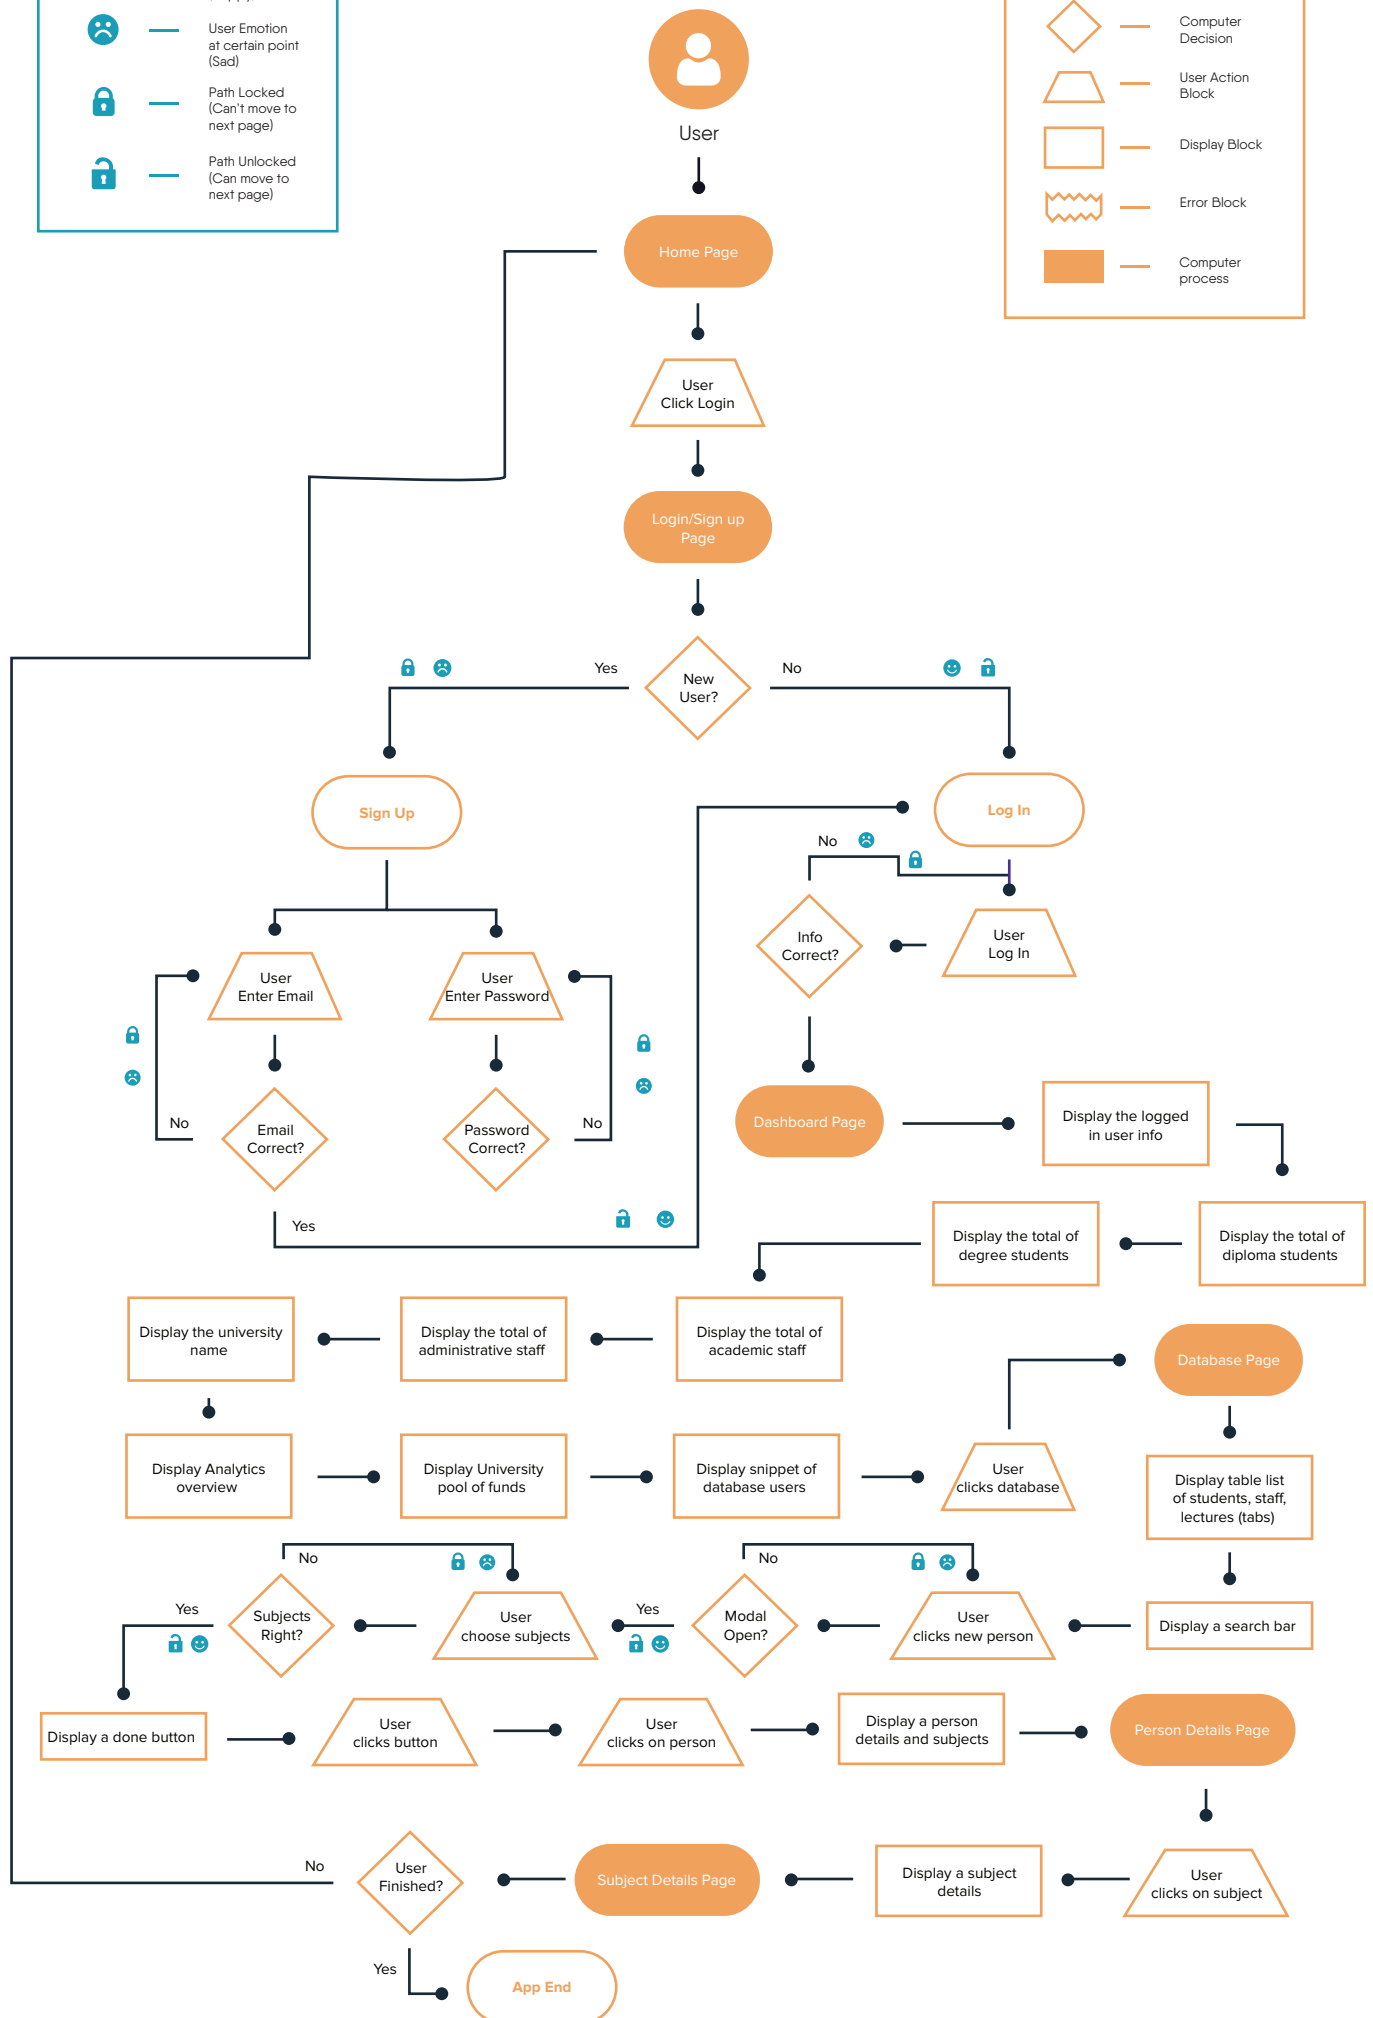 User Emotion
at certain point
(Sad)
Path Locked
(Can't move to
next page)
Path Unlocked
(Can move to
next page)
Computer
Decision
User Action
Block
Display Block
Error Block
Computer
process
User
Home Page
User
Click Login
Login/Sign up
Page
Yes
New
User?
No
Sign Up
Log In
No
User
Log In
Info
Correct?
User
Enter Email
User
Enter Password
No
Email
Correct?
Password
Correct?
No
Yes
Dashboard Page
Display the logged
in user info
Display the total of
degree students
Display the total of
diploma students
Display the university
name
Display the total of
administrative staff
Display the total of
academic staff
Database Page
Display Analytics
overview
Display University
pool of funds
Display snippet of
database users
User
clicks database
Display table list
of students, staff,
lectures (tabs)
No
No
Yes
Subjects
Right?
User
choose subjects
Yes
Modal
Open?
User
clicks new person
Display a search bar
Display a done button
User
clicks button
User
clicks on person
Display a person
details and subjects
Person Details Page
No
User
Finished?
Subject Details Page
Display a subject
details
User
clicks on subject
Yes
App End